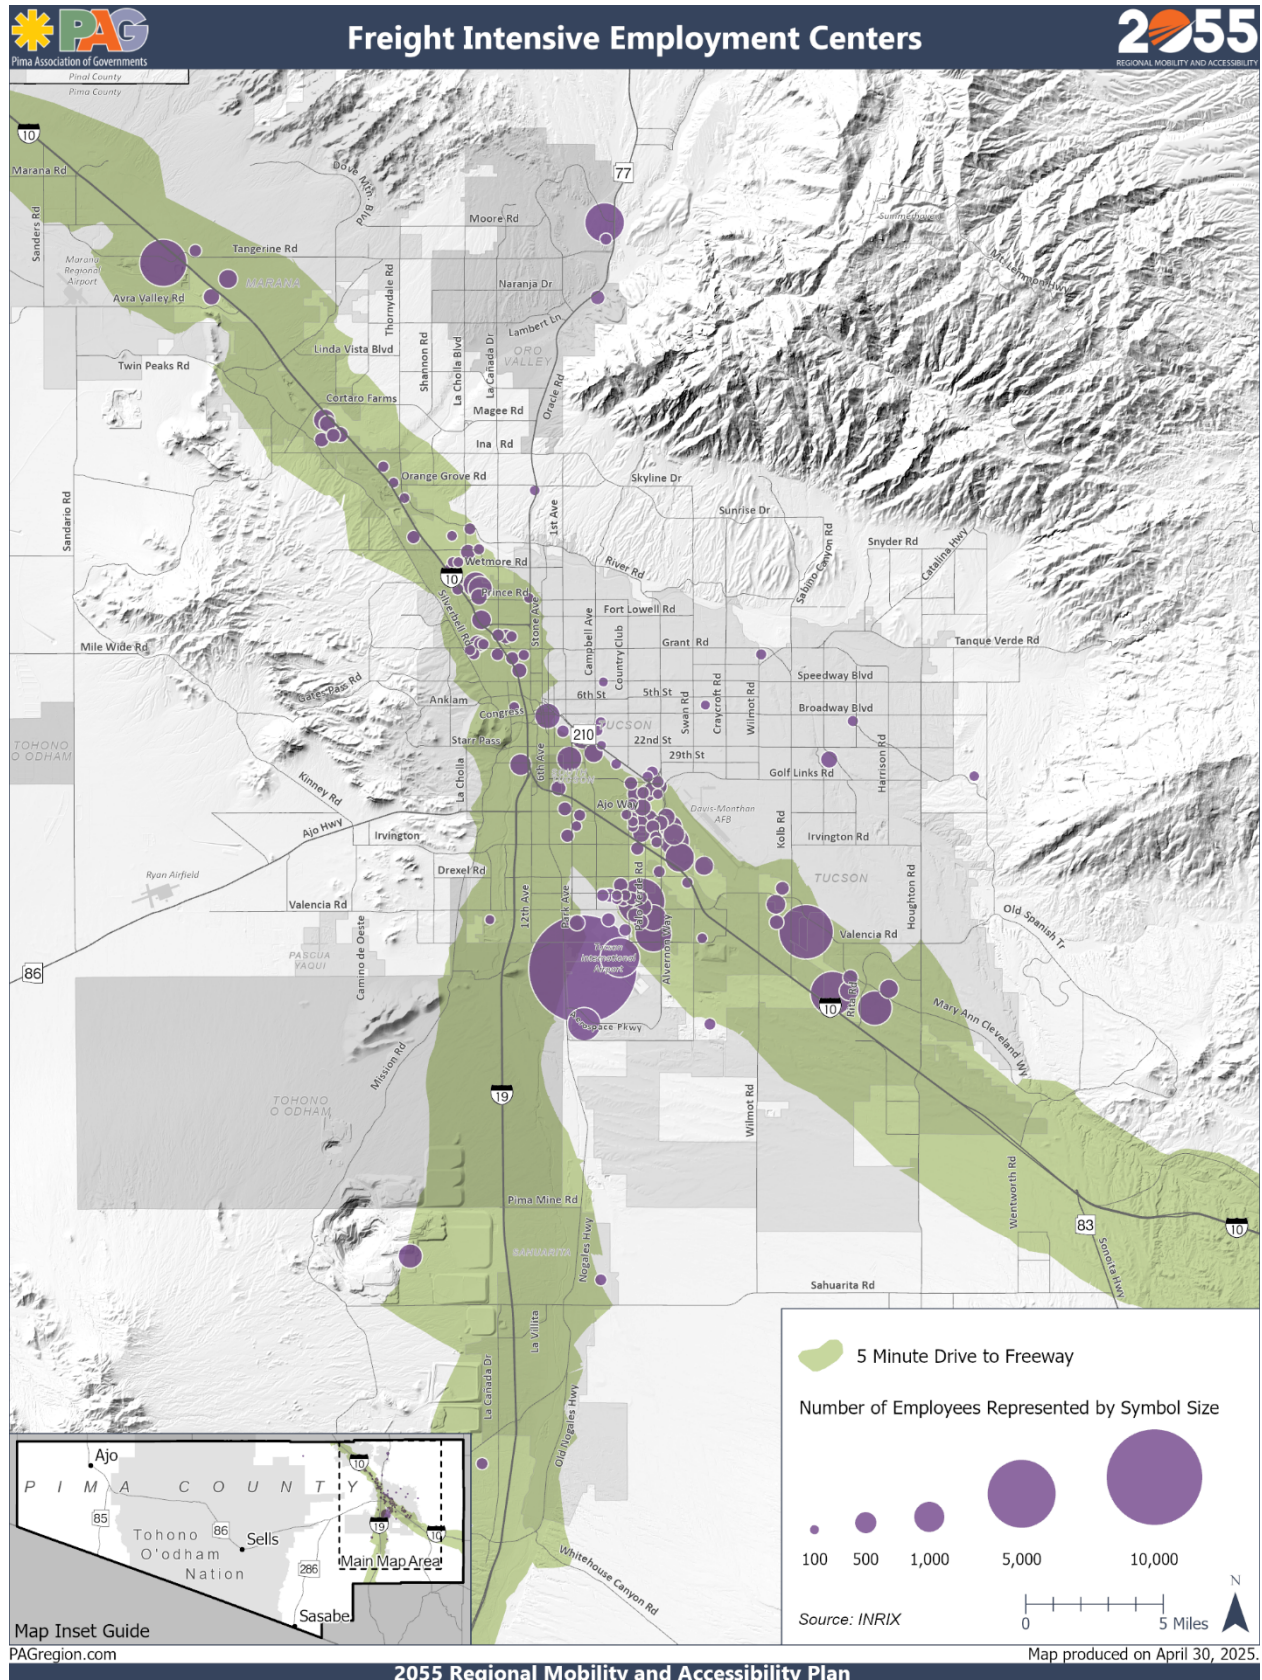 PAG
Pima Association of Governments
Freight Intensive Employment Centers
2055
REGIONAL MOBILITY AND ACCESSIBILITY
Pinal County
Pima County
10
Marana Rd
Dove Mtn. Blvd
77
Sanders Rd
Moore Rd
Summerhaven
Tangerine Rd
Mt Lemmon Hwy
Marana
Regional
Airport
MARANA
Thornydale Rd
Naranja Dr
Avra Valley Rd
Lambert Ln
Linda Vista Blvd
Shannon Rd
La Cholla Blvd
La Cañada Dr
ORO
VALLEY
Twin Peaks Rd
Oracle Rd
Cortaro Farms
Magee Rd
Ina Rd
Orange Grove Rd
Skyline Dr
Sandario Rd
1st Ave
Sunrise Dr
Sabino Canyon Rd
Snyder Rd
Catalina Hwy
Wetmore Rd
River Rd
10
Prince Rd
Silverbell Rd
Stone Ave
Fort Lowell Rd
Campbell Ave
Country Club
Grant Rd
Tanque Verde Rd
Mile Wide Rd
Speedway Blvd
Gates Pass Rd
Anklam
6th St
5th St
Swan Rd
Craycroft Rd
Wilmot Rd
Broadway Blvd
Congress
TUCSON
210
TOHONO
O ODHAM
Starr Pass
22nd St
Harrison Rd
6th Ave
29th St
La Cholla
Golf Links Rd
Kinney Rd
Ajo Way
Davis-Monthan
AFB
Ajo Hwy
Irvington
Kolb Rd
Irvington Rd
Drexel Rd
Ryan Airfield
TUCSON
Valencia Rd
12th Ave
Park Ave
Palo Verde Rd
Houghton Rd
Old Spanish Tr
Camino de Oeste
Alvernon Way
Valencia Rd
PASCUA
YAQUI
Tucson
International
Airport
86
Rita Rd
10
Mary Ann Cleveland Wy
Aerospace Pkwy
Mission Rd
19
TOHONO
O ODHAM
Wilmot Rd
Pima Mine Rd
Wentworth Rd
83
10
Nogales Hwy
SAHUARITA
Sonoita Hwy
Sahuarita Rd
La Villita
La Cañada Dr
Old Nogales Hwy
Whitehouse Canyon Rd
5 Minute Drive to Freeway
Number of Employees Represented by Symbol Size
100
500
1,000
5,000
10,000
Source: INRIX
0
5 Miles
N
Ajo
10
PIMA COUNTY
85
86
Tohono
O'odham
Nation
Sells
19
10
286
Main Map Area
Sasabe
Map Inset Guide
PAGregion.com
Map produced on April 30, 2025.
2055 Regional Mobility and Accessibility Plan